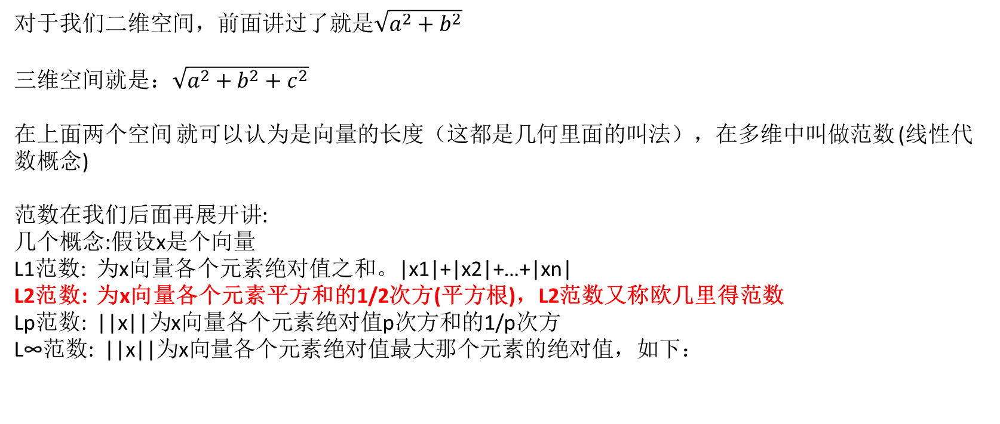 对于我们二维空间，前面讲过了就是√(a² + b²)
三维空间就是：√(a² + b² + c²)
在上面两个空间就可以认为是向量的长度（这都是几何里面的叫法），在多维中叫做范数(线性代
数概念)
范数在我们后面再展开讲:
几个概念:假设x是个向量
L1范数: 为x向量各个元素绝对值之和。|x1|+|x2|+...+|xn|
L2范数: 为x向量各个元素平方和的1/2次方(平方根)，L2范数又称欧几里得范数
Lp范数: ||x||为x向量各个元素绝对值p次方和的1/p次方
L∞范数: ||x||为x向量各个元素绝对值最大那个元素的绝对值，如下：